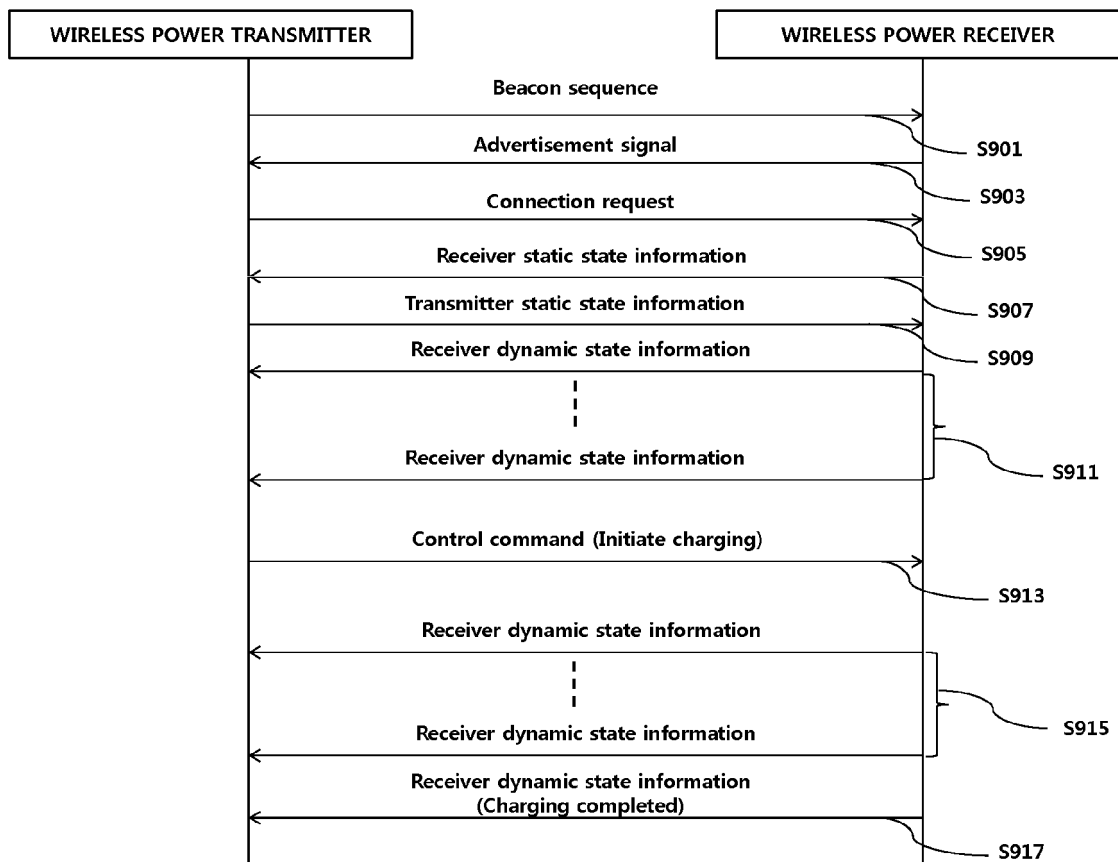 WIRELESS POWER TRANSMITTER
WIRELESS POWER RECEIVER
Beacon sequence
S901
Advertisement signal
S903
Connection request
S905
Receiver static state information
S907
Transmitter static state information
S909
Receiver dynamic state information
Receiver dynamic state information
S911
Control command (Initiate charging)
S913
Receiver dynamic state information
Receiver dynamic state information
S915
Receiver dynamic state information
(Charging completed)
S917